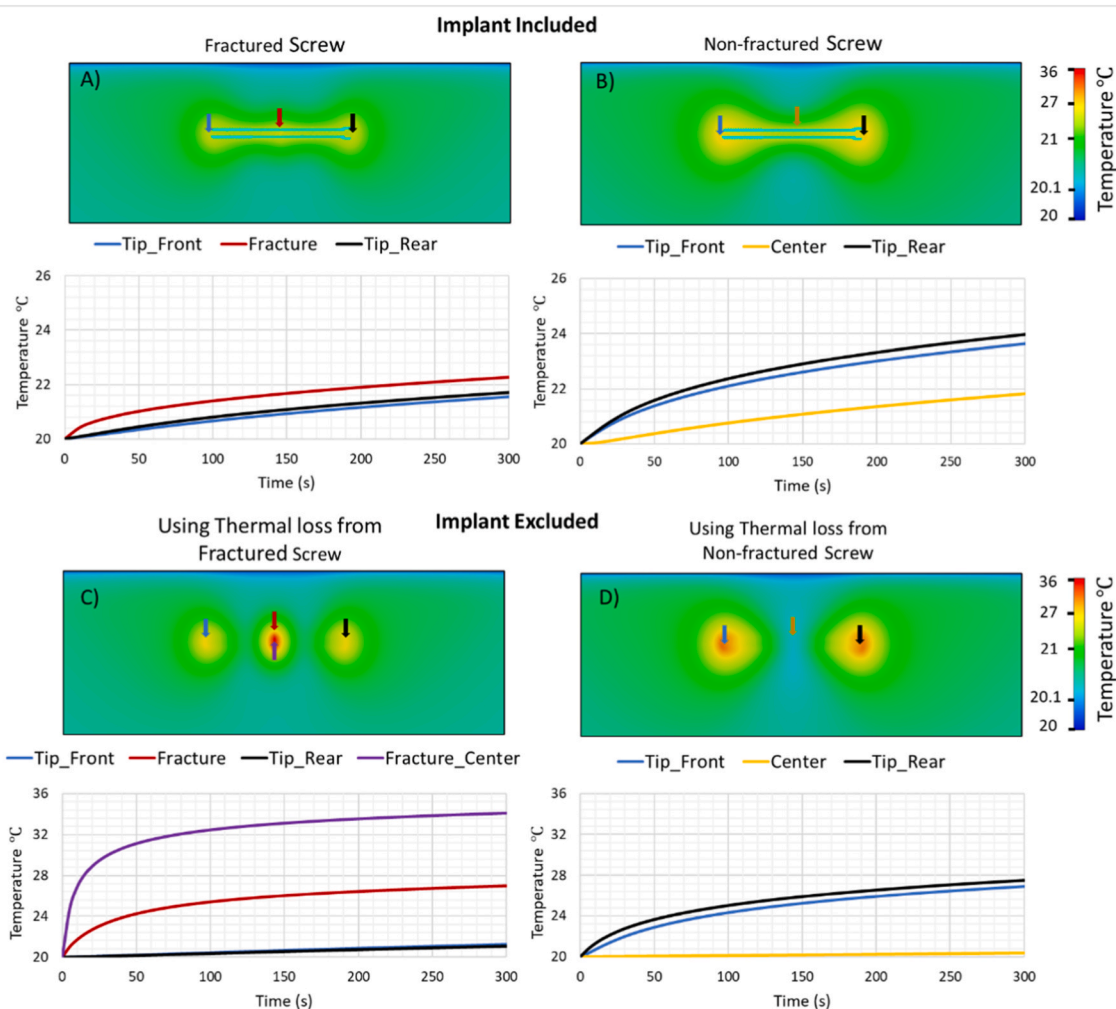 Implant Included
Fractured Screw
Non-fractured Screw
A)
B)
36
27
21
20.1
20
Temperature °C
Tip_Front Fracture Tip_Rear
Tip_Front Center Tip_Rear
26
24
22
20
Temperature °C
0 50 100 150 200 250 300
Time (s)
26
24
22
20
Temperature °C
0 50 100 150 200 250 300
Time (s)
Implant Excluded
Using Thermal loss from
Fractured Screw
Using Thermal loss from
Non-fractured Screw
C)
D)
36
27
21
20.1
20
Temperature °C
Tip_Front Fracture Tip_Rear Fracture_Center
Tip_Front Center Tip_Rear
36
32
28
24
20
Temperature °C
0 50 100 150 200 250 300
Time (s)
36
32
28
24
20
Temperature °C
0 50 100 150 200 250 300
Time (s)